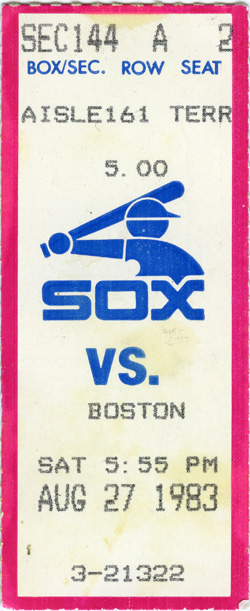 SEC144 A 2
BOX/SEC. ROW SEAT
AISLE161 TERR
5.00
SOX
VS.
BOSTON
SAT 5:55 PM
AUG 27 1983
3-21322